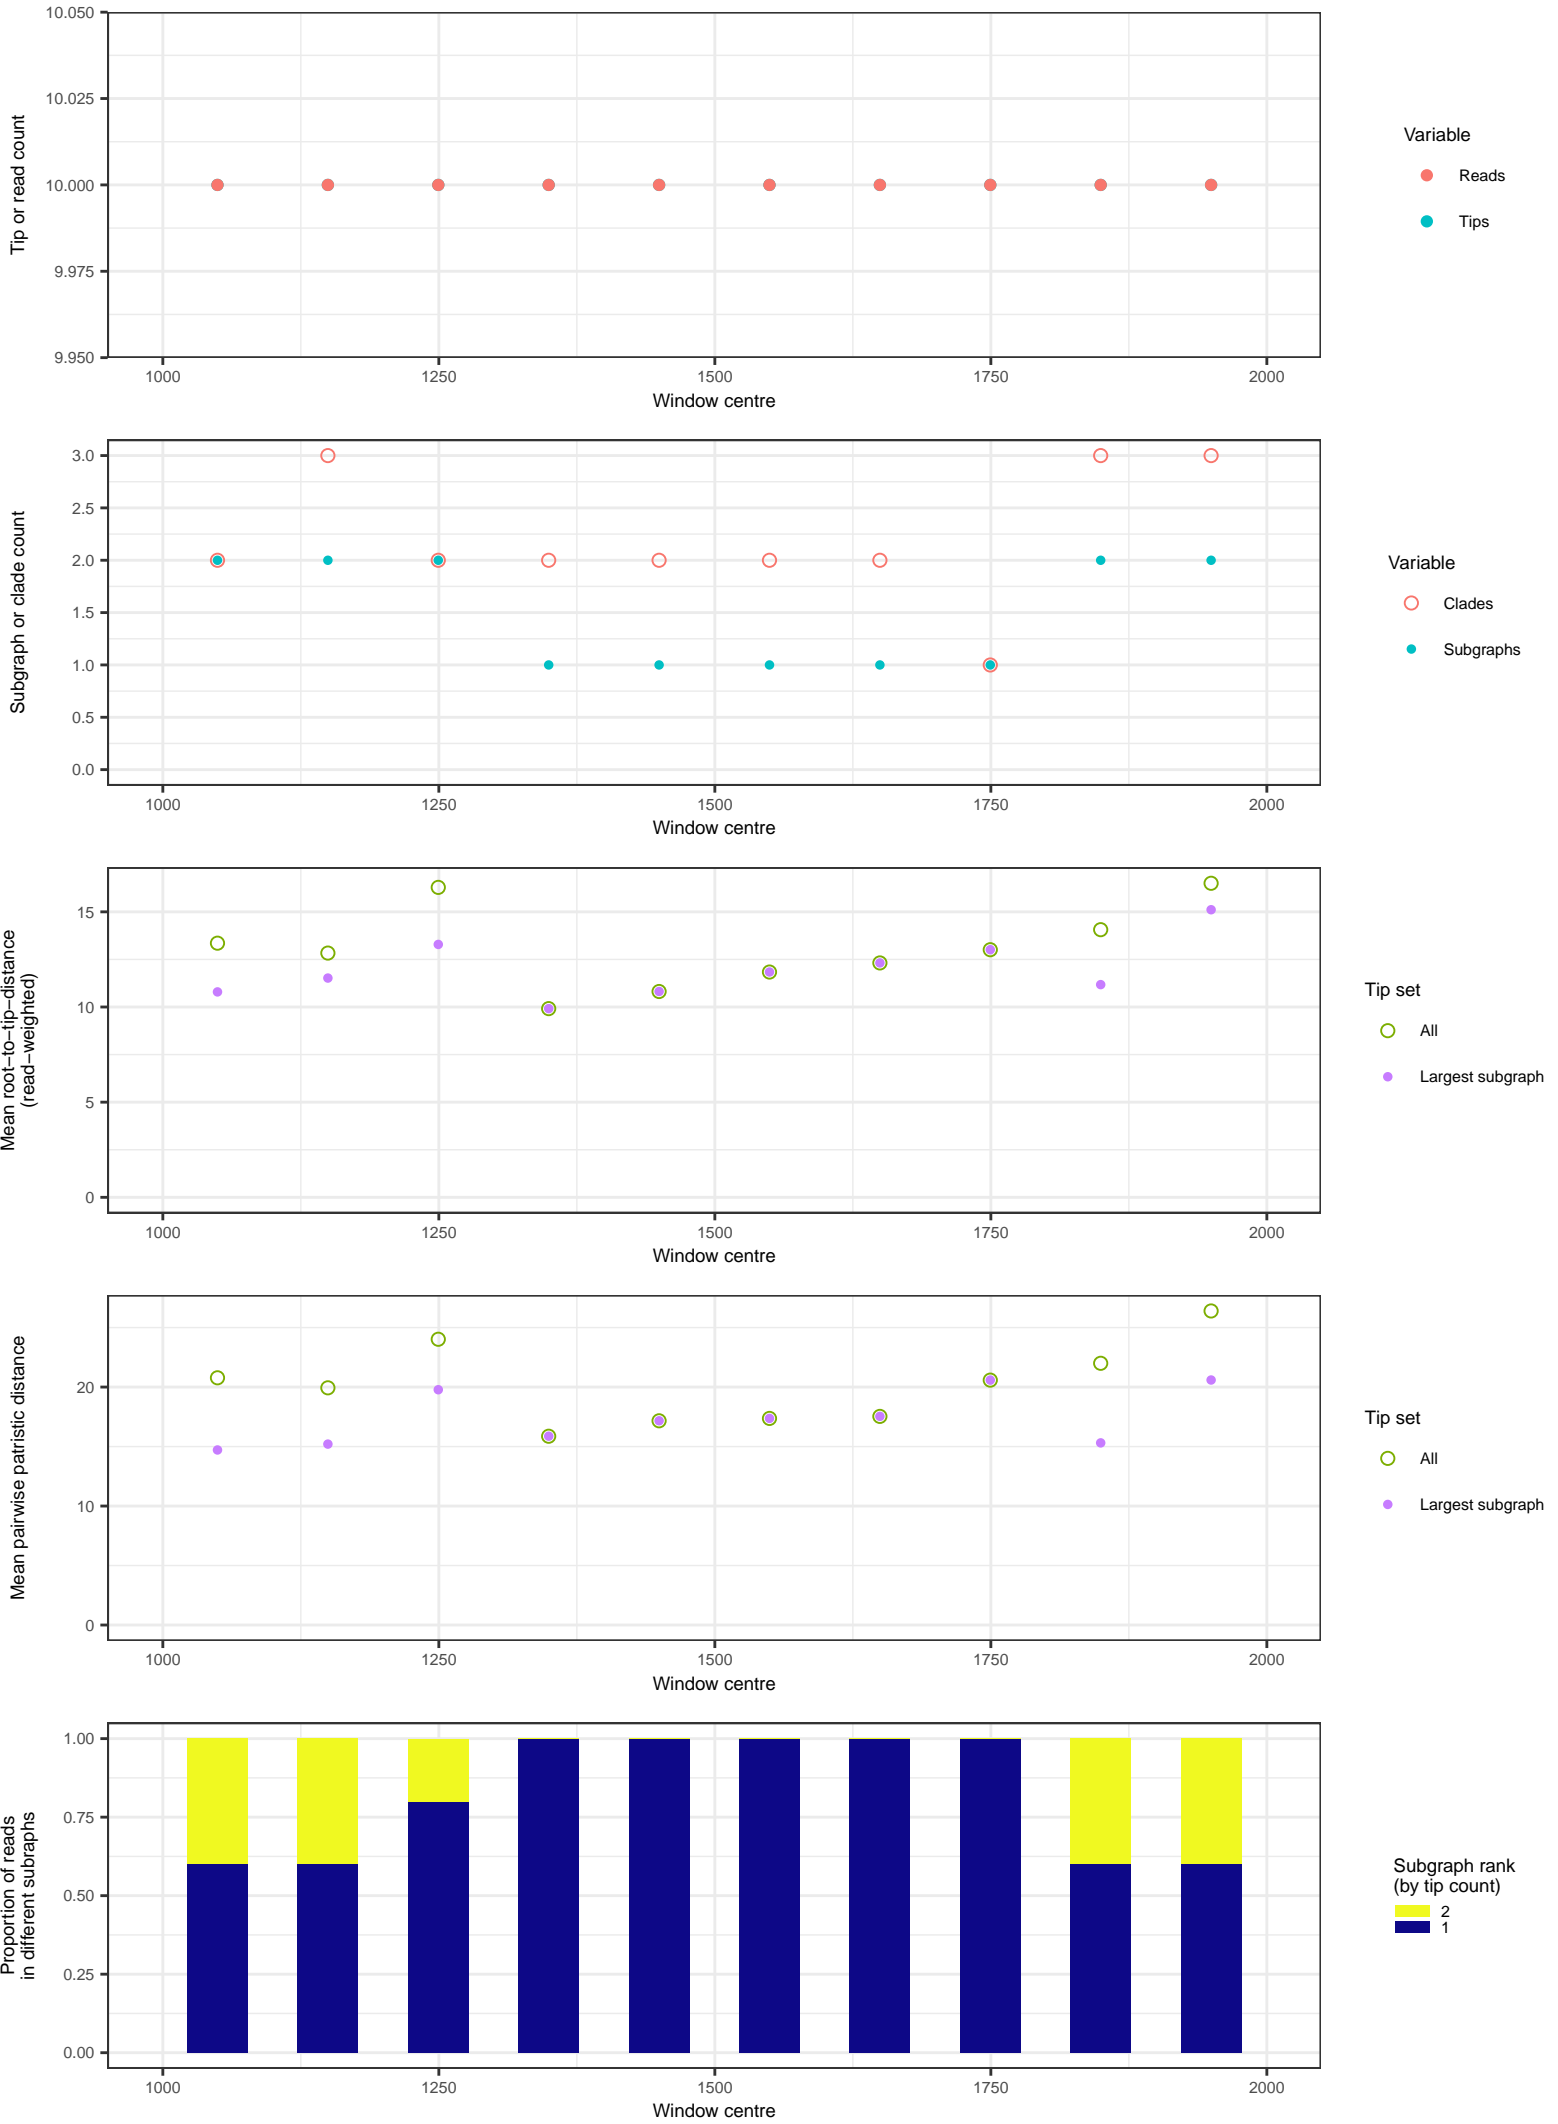 10.050
10.025
10.000
9.975
9.950
Tip or read count
1000 1250 1500 1750 2000
Window centre
Variable
Reads
Tips
3.0
2.5
2.0
1.5
1.0
0.5
0.0
Subgraph or clade count
1000 1250 1500 1750 2000
Window centre
Variable
Clades
Subgraphs
15
10
5
0
Mean root−to−tip−distance
(read−weighted)
1000 1250 1500 1750 2000
Window centre
Tip set
All
Largest subgraph
20
10
0
Mean pairwise patristic distance
1000 1250 1500 1750 2000
Window centre
Tip set
All
Largest subgraph
1.00
0.75
0.50
0.25
0.00
Proportion of reads
in different subraphs
1000 1250 1500 1750 2000
Window centre
Subgraph rank
(by tip count)
2
1